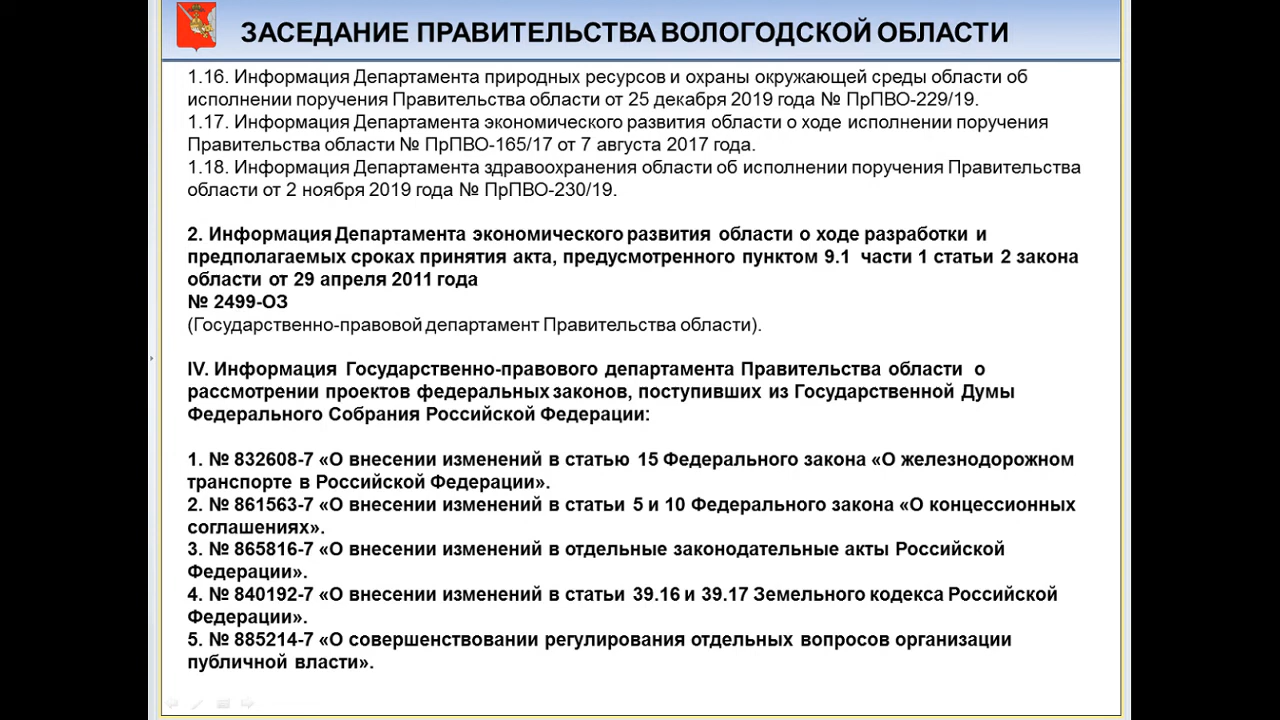 ЗАСЕДАНИЕ ПРАВИТЕЛЬСТВА ВОЛОГОДСКОЙ ОБЛАСТИ
1.16. Информация Департамента природных ресурсов и охраны окружающей среды области об
исполнении поручения Правительства области от 25 декабря 2019 года № ПрПВО-229/19.
1.17. Информация Департамента экономического развития области о ходе исполнении поручения
Правительства области № ПрПВО-165/17 от 7 августа 2017 года.
1.18. Информация Департамента здравоохранения области об исполнении поручения Правительства
области от 2 ноября 2019 года № ПрПВО-230/19.
2. Информация Департамента экономического развития области о ходе разработки и
предполагаемых сроках принятия акта, предусмотренного пунктом 9.1 части 1 статьи 2 закона
области от 29 апреля 2011 года
№ 2499-ОЗ
(Государственно-правовой департамент Правительства области).
IV. Информация Государственно-правового департамента Правительства области о
рассмотрении проектов федеральных законов, поступивших из Государственной Думы
Федерального Собрания Российской Федерации:
1. № 832608-7 «О внесении изменений в статью 15 Федерального закона «О железнодорожном
транспорте в Российской Федерации».
2. № 861563-7 «О внесении изменений в статьи 5 и 10 Федерального закона «О концессионных
соглашениях».
3. № 865816-7 «О внесении изменений в отдельные законодательные акты Российской
Федерации».
4. № 840192-7 «О внесении изменений в статьи 39.16 и 39.17 Земельного кодекса Российской
Федерации».
5. № 885214-7 «О совершенствовании регулирования отдельных вопросов организации
публичной власти».